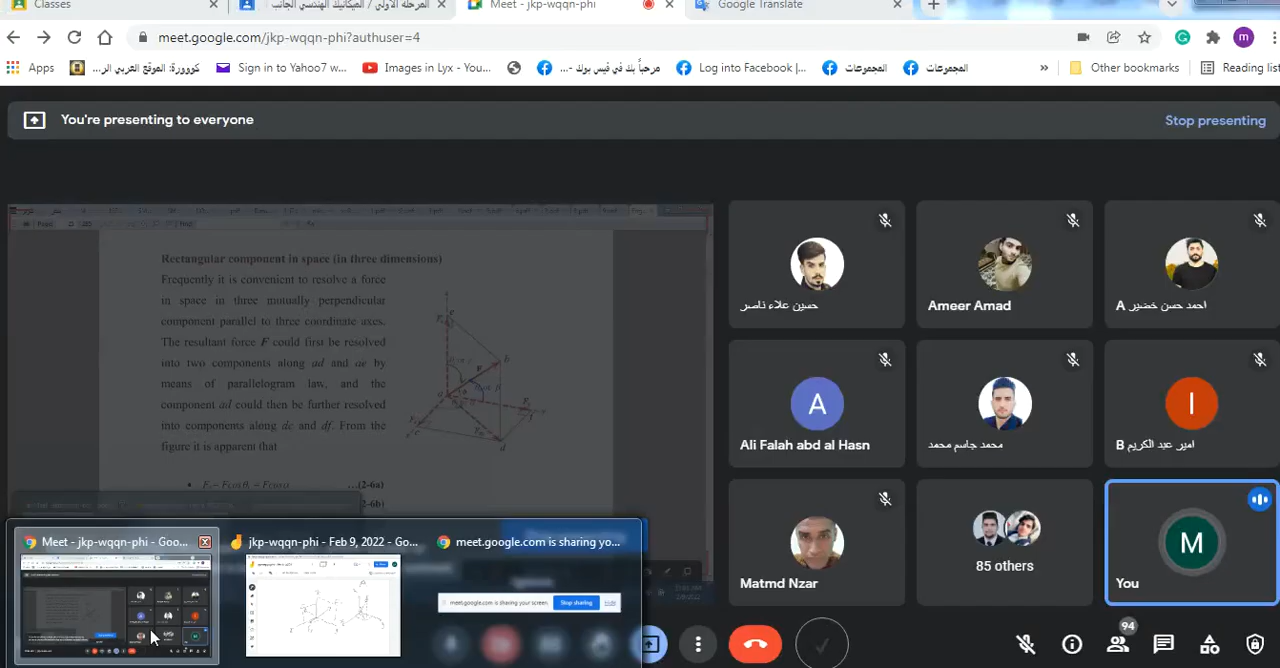 Classes
المرحلة الاولى / الميكانيك الهندسي الجانب...
Meet - jkp-wqqn-phi
Google Translate
meet.google.com/jkp-wqqn-phi?authuser=4
m
Apps
كووورة: الموقع العربي الر...
Sign in to Yahoo7 w...
Images in Lyx - You...
مرحباً بك في فيس بوك -...
Log into Facebook |...
المجموعات
المجموعات
»
Other bookmarks
Reading list
You're presenting to everyone
Stop presenting
Rectangular component in space (in three dimensions)
Frequently it is convenient to resolve a force
in space in three mutually perpendicular
component parallel to three coordinate axes.
The resultant force F could first be resolved
into two components along ad and ae by
means of parallelogram law, and the
component ad could then be further resolved
into components along dc and df. From the
figure it is apparent that
...(2-6a)
(2-6b)
حسين علاء ناصر
Ameer Amad
A احمد حسن خضير
A
Ali Falah abd al Hasn
محمد جاسم محمد
I
B امير عبد الكريم
Matmd Nzar
85 others
M
You
Meet - jkp-wqqn-phi - Goo...
jkp-wqqn-phi - Feb 9, 2022 - Go...
meet.google.com is sharing yo...
meet.google.com is sharing your screen.
Stop sharing
Hide
94